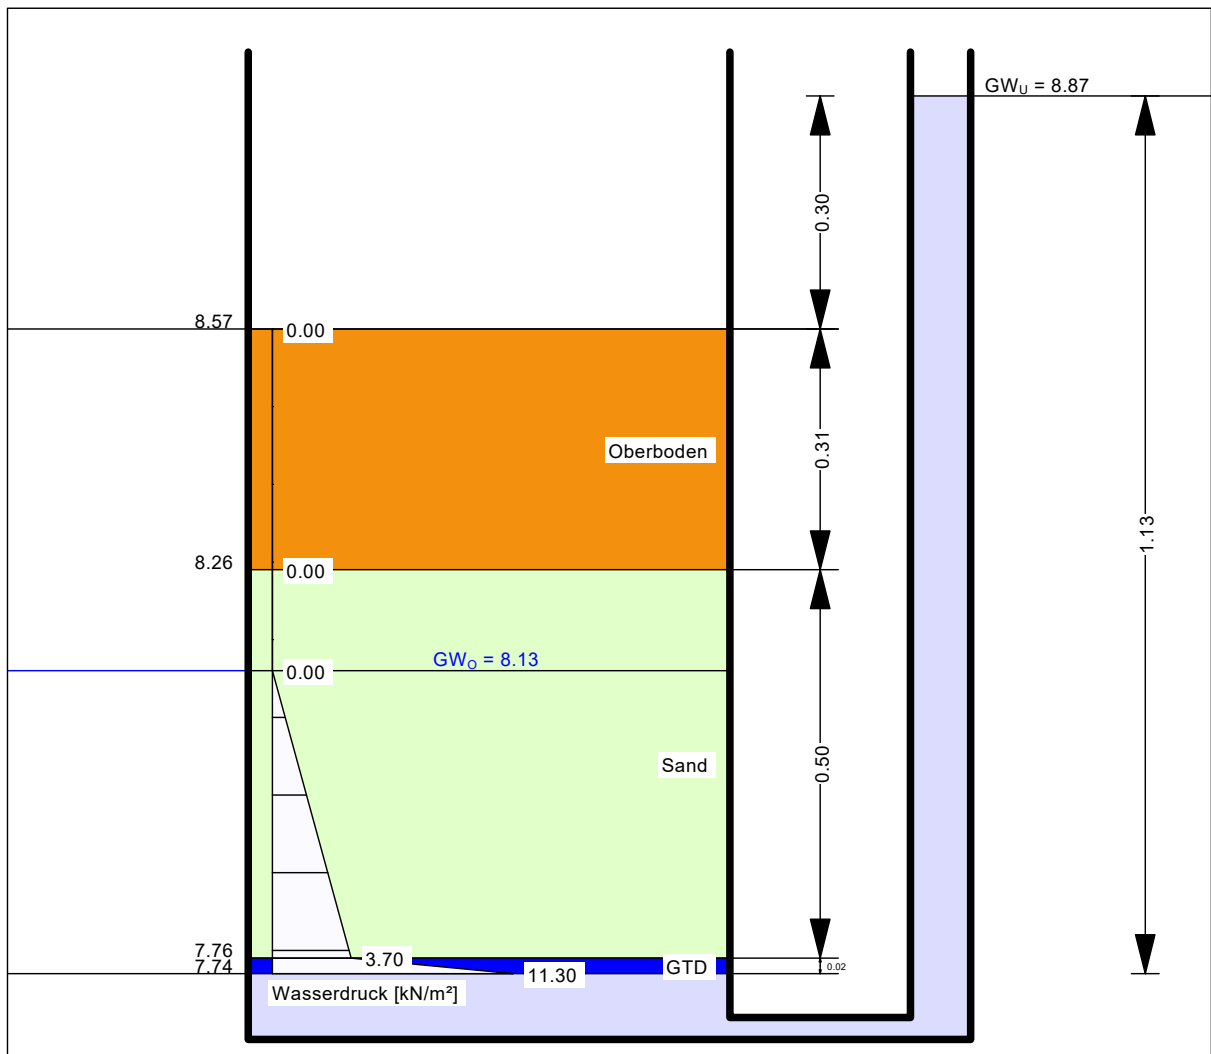 GWU = 8.87
0.30
8.57
0.00
Oberboden
0.31
1.13
8.26
0.00
GWO = 8.13
0.00
Sand
0.50
7.76
3.70
7.74
GTD
0.02
11.30
Wasserdruck [kN/m²]